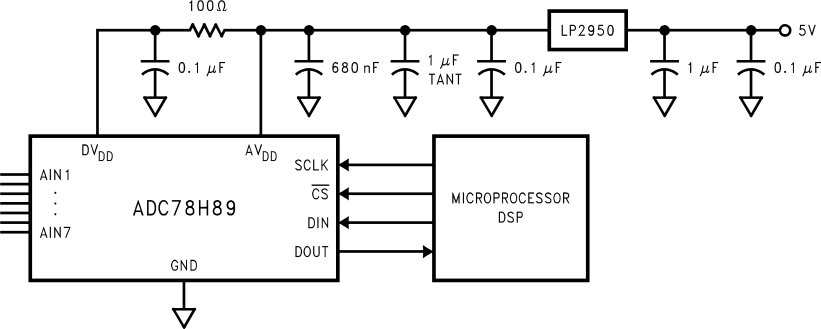 100Ω
LP2950
5V
0.1 μF
680 nF
1 μF
TANT
0.1 μF
1 μF
0.1 μF
DVDD
AVDD
AIN1
AIN7
ADC78H89
SCLK
CS
DIN
DOUT
GND
MICROPROCESSOR
DSP